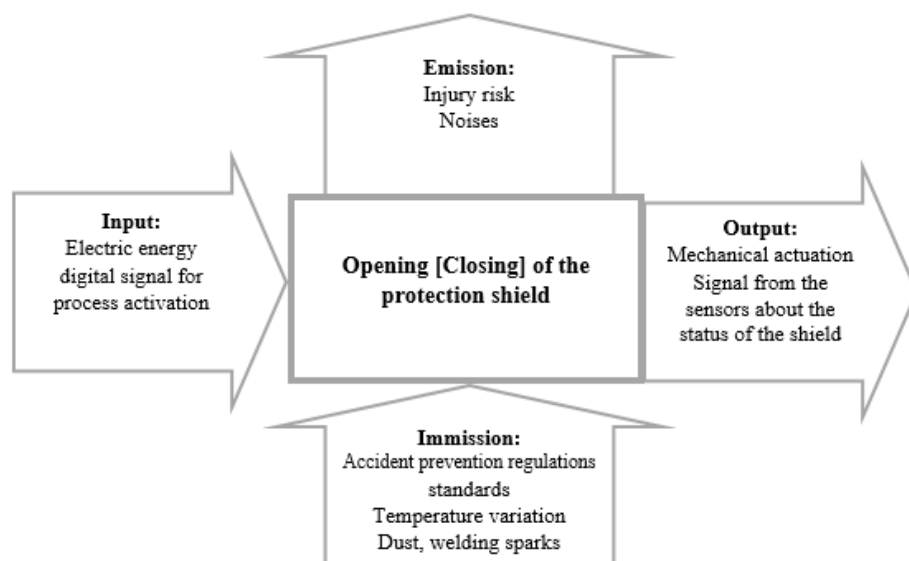 Emission:
Injury risk
Noises
Input:
Electric energy
digital signal for
process activation
Opening [Closing] of the
protection shield
Output:
Mechanical actuation
Signal from the
sensors about the
status of the shield
Immission:
Accident prevention regulations
standards
Temperature variation
Dust, welding sparks